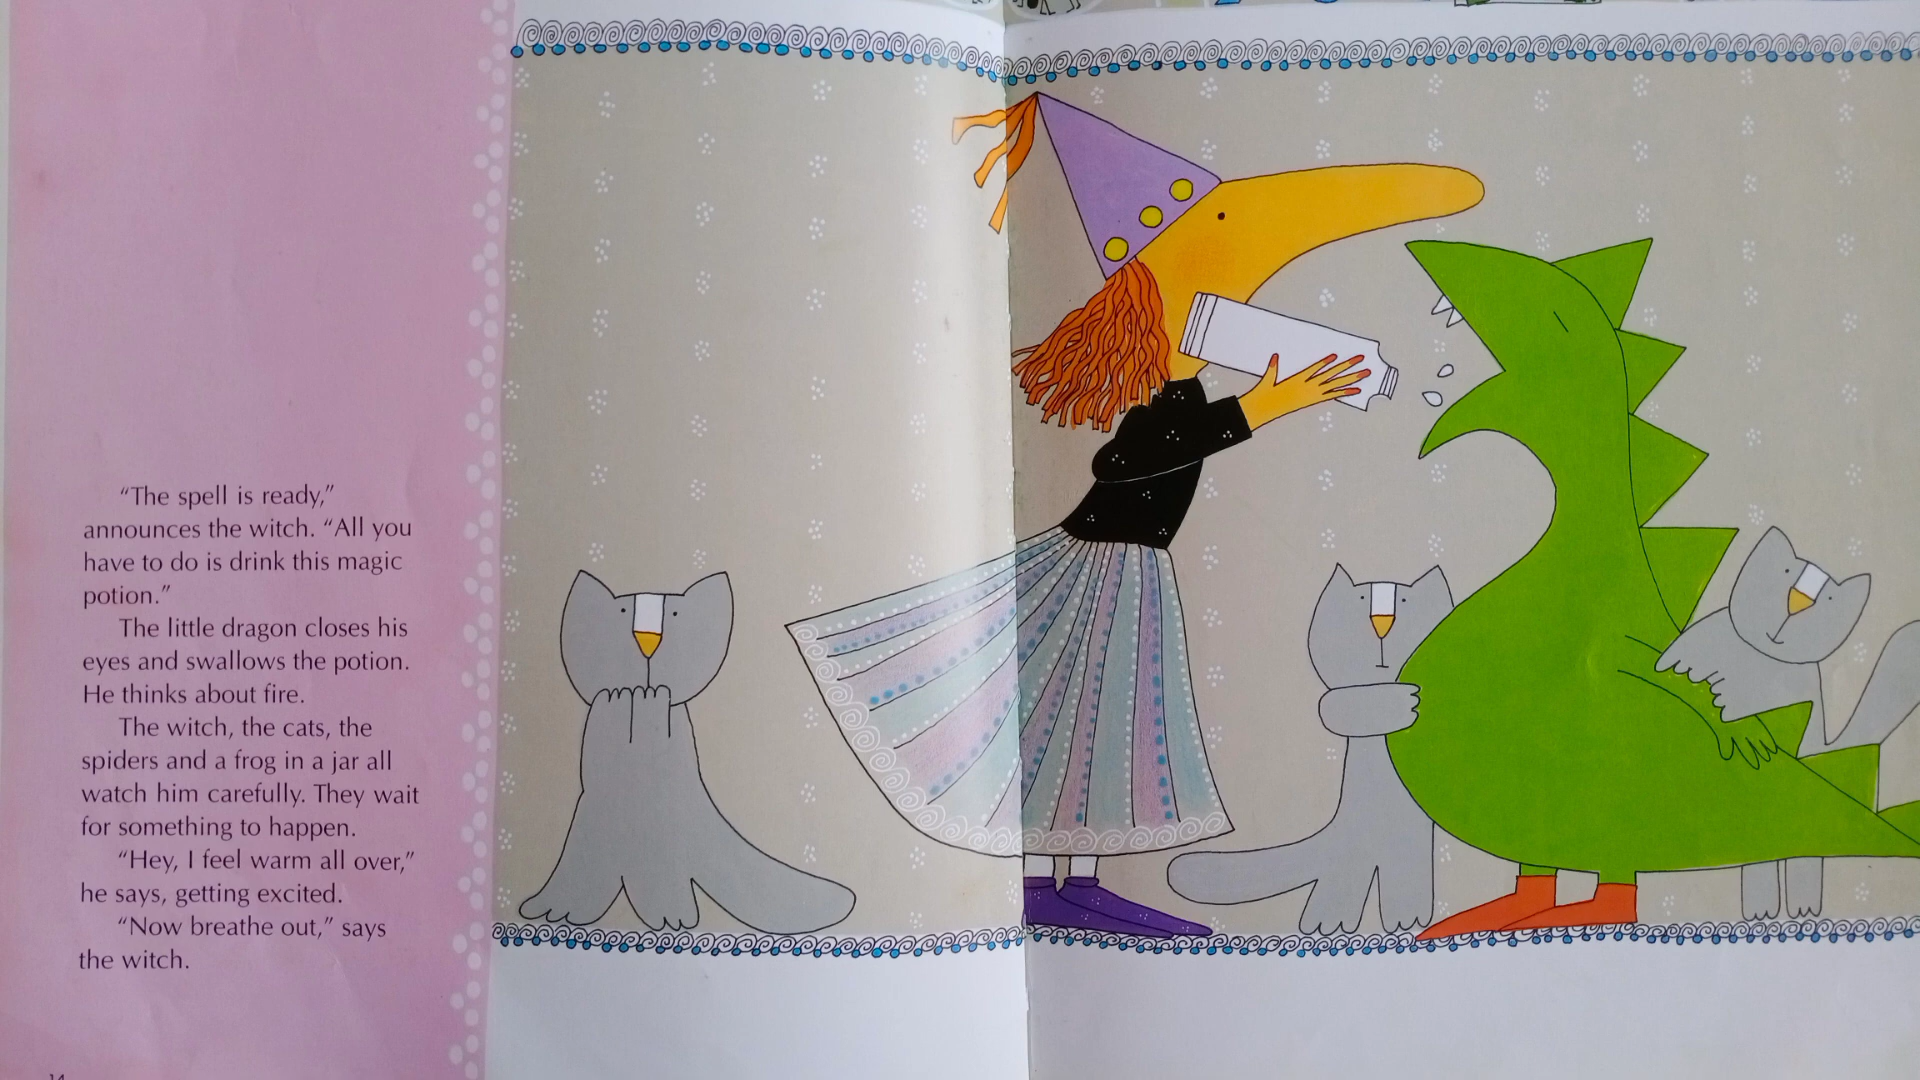 “The spell is ready,”
announces the witch. “All you
have to do is drink this magic
potion.”
The little dragon closes his
eyes and swallows the potion.
He thinks about fire.
The witch, the cats, the
spiders and a frog in a jar all
watch him carefully. They wait
for something to happen.
“Hey, I feel warm all over,”
he says, getting excited.
“Now breathe out,” says
the witch.
14